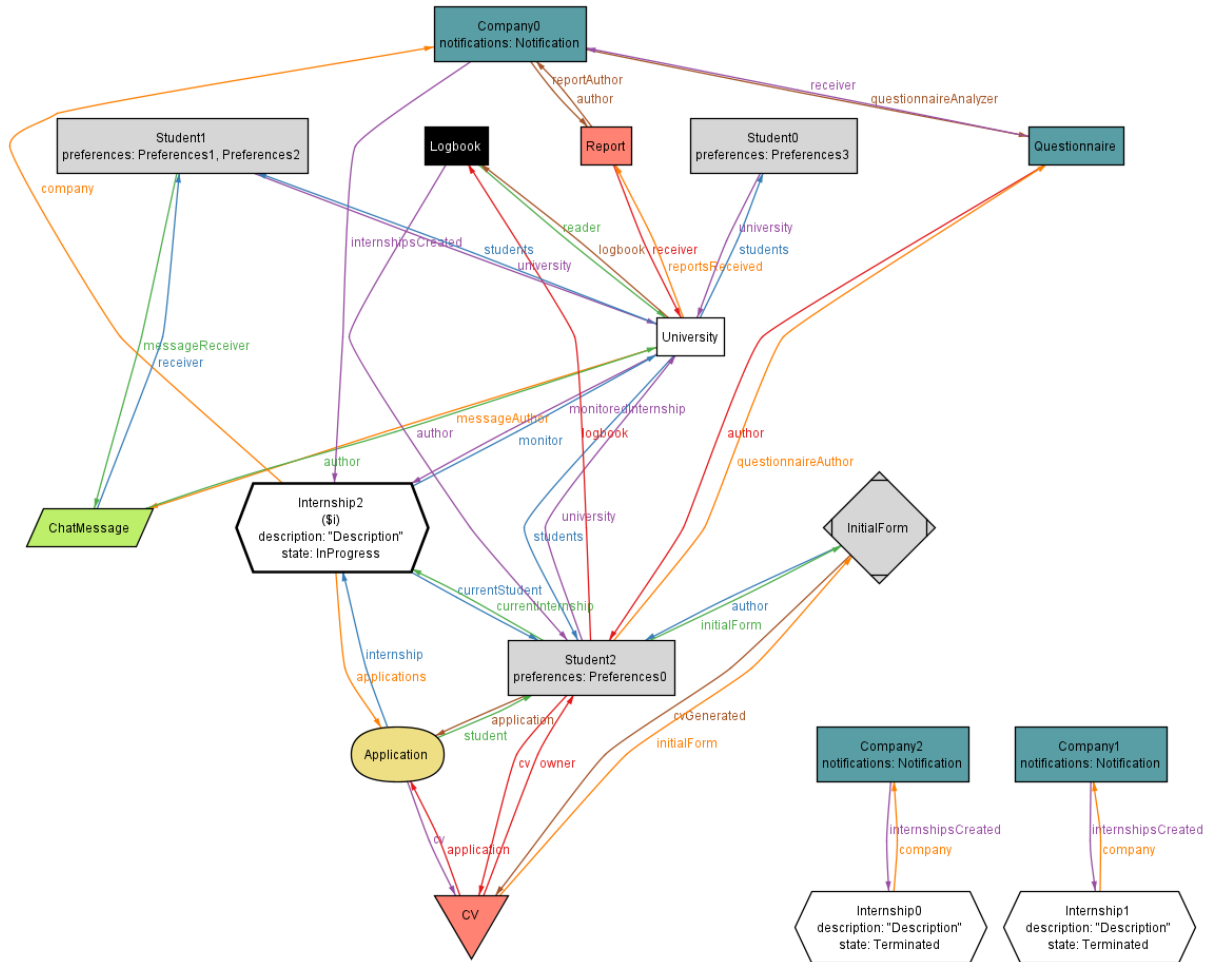 Company0
notifications: Notification
reportAuthor
author
receiver
questionnaireAnalyzer
Student1
preferences: Preferences1, Preferences2
Logbook
Report
Student0
preferences: Preferences3
Questionnaire
company
internshipsCreated
students
university
reader
logbook
receiver
reportsReceived
university
students
University
messageReceiver
receiver
author
messageAuthor
monitoredInternship
monitor
author
logbook
author
questionnaireAuthor
ChatMessage
Internship2
($i)
description: "Description"
state: InProgress
university
students
InitialForm
currentStudent
currentInternship
author
initialForm
internship
applications
Student2
preferences: Preferences0
application
student
Application
cv
owner
cvGenerated
initialForm
cv
application
CV
Company2
notifications: Notification
Company1
notifications: Notification
internshipsCreated
company
internshipsCreated
company
Internship0
description: "Description"
state: Terminated
Internship1
description: "Description"
state: Terminated